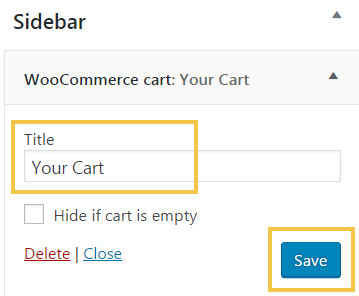 Sidebar
WooCommerce cart: Your Cart
Title
Your Cart
Hide if cart is empty
Delete | Close
Save